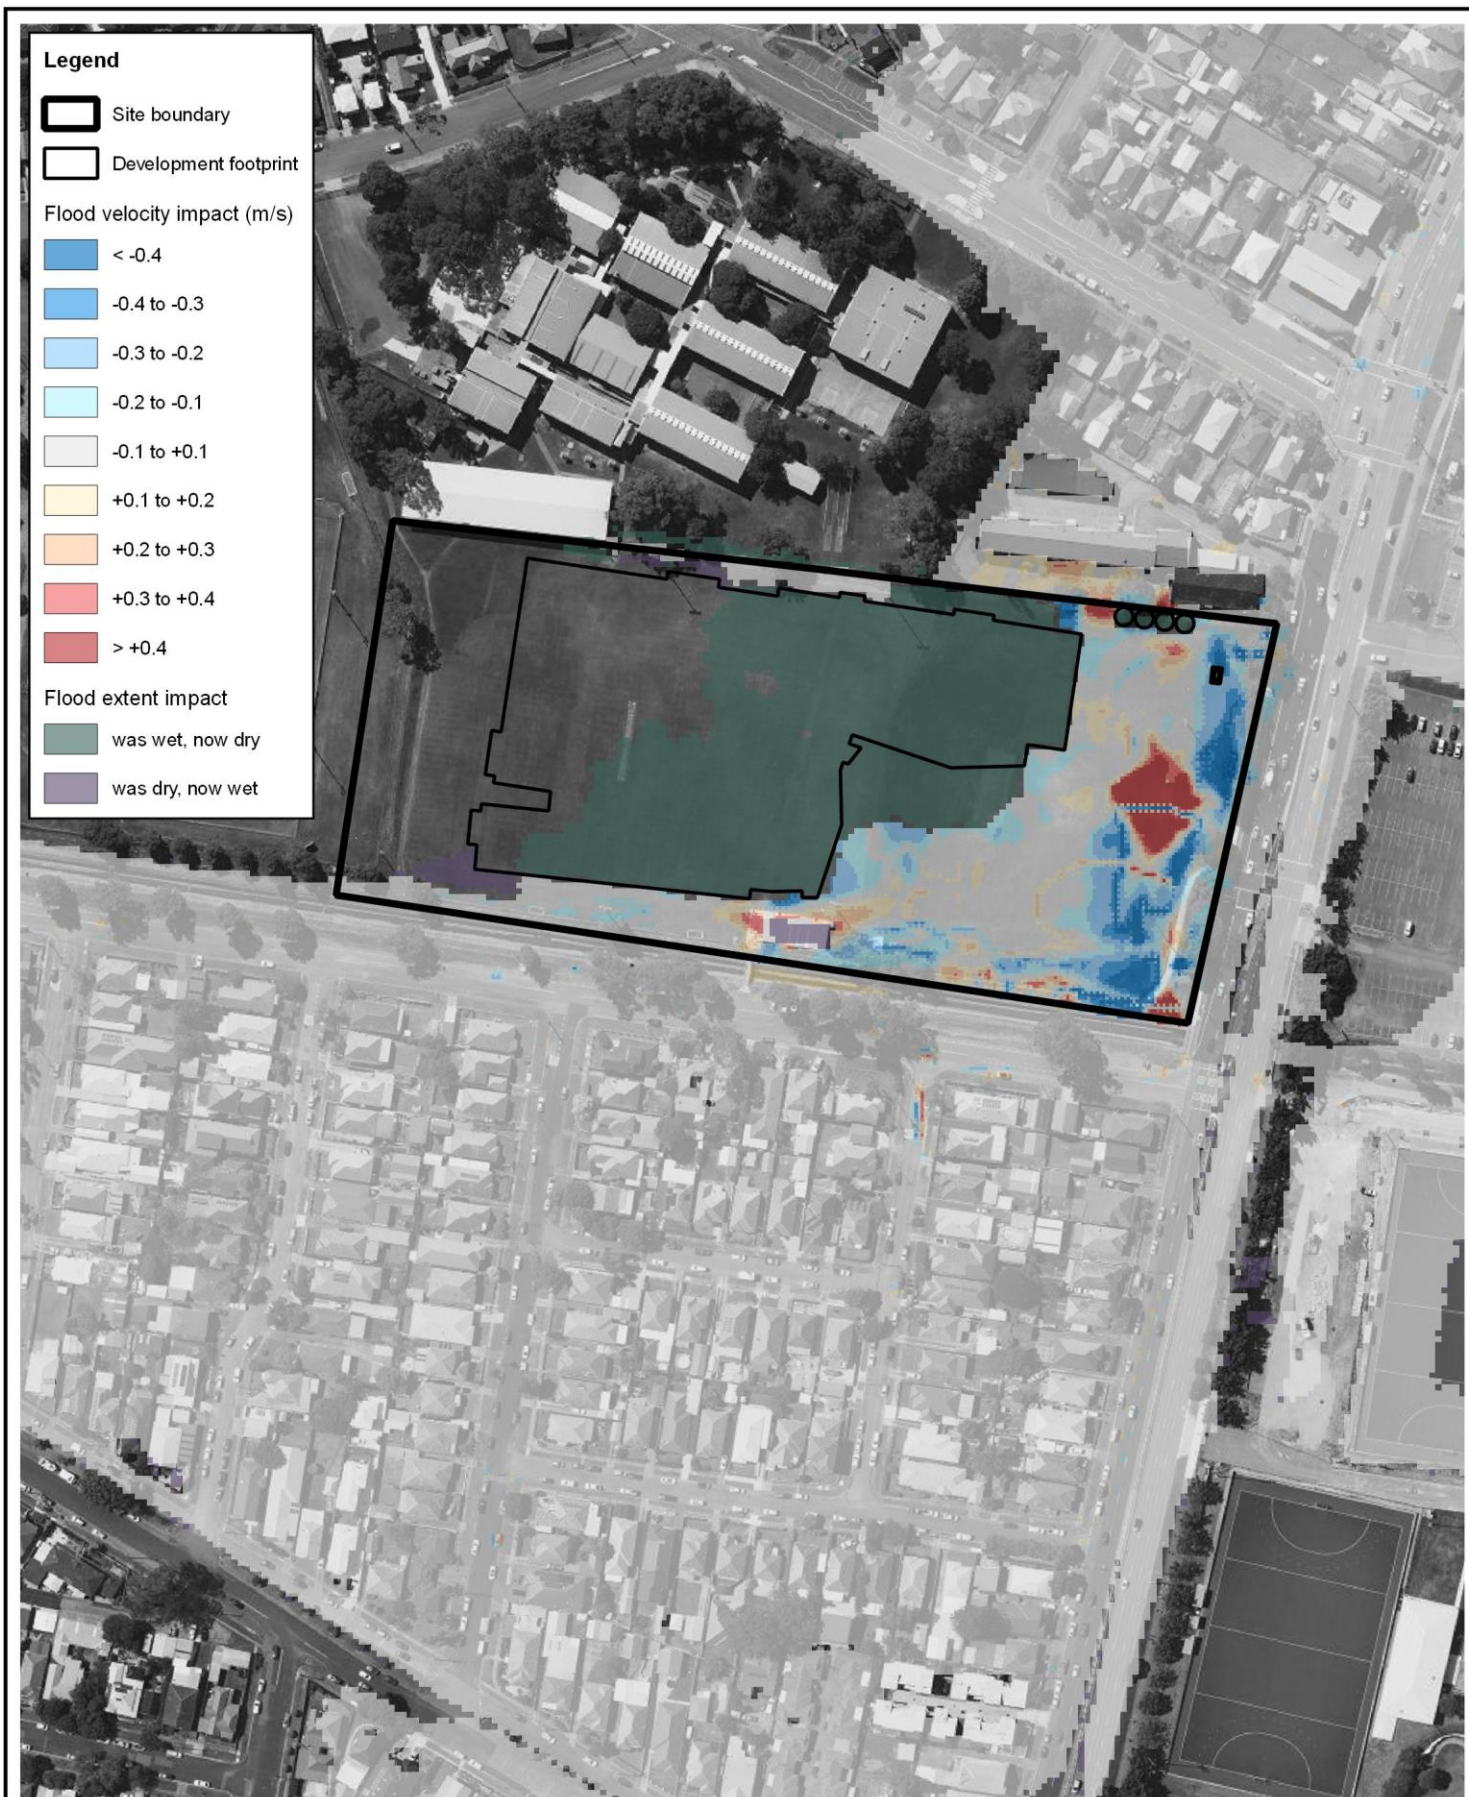 Legend
Site boundary
Development footprint
Flood velocity impact (m/s)
< -0.4
-0.4 to -0.3
-0.3 to -0.2
-0.2 to -0.1
-0.1 to +0.1
+0.1 to +0.2
+0.2 to +0.3
+0.3 to +0.4
> +0.4
Flood extent impact
was wet, now dry
was dry, now wet